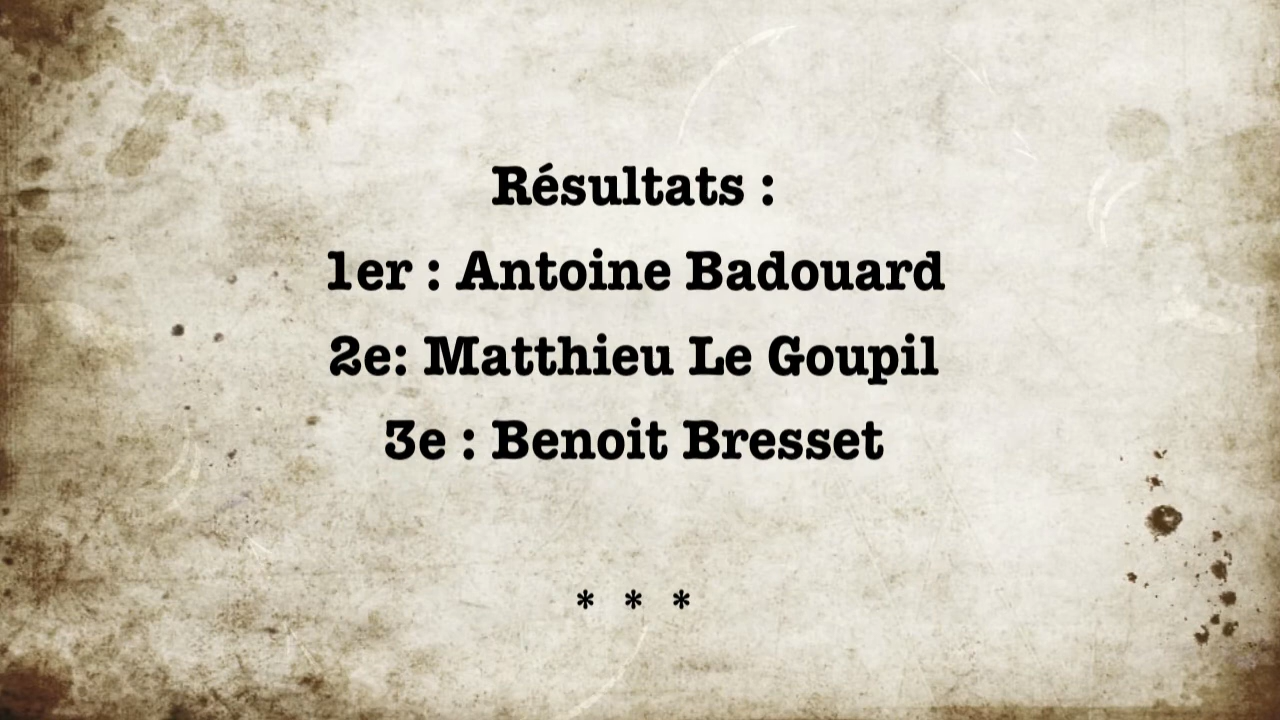 Résultats :
1er : Antoine Badouard
2e: Matthieu Le Goupil
3e : Benoit Bresset
* * *